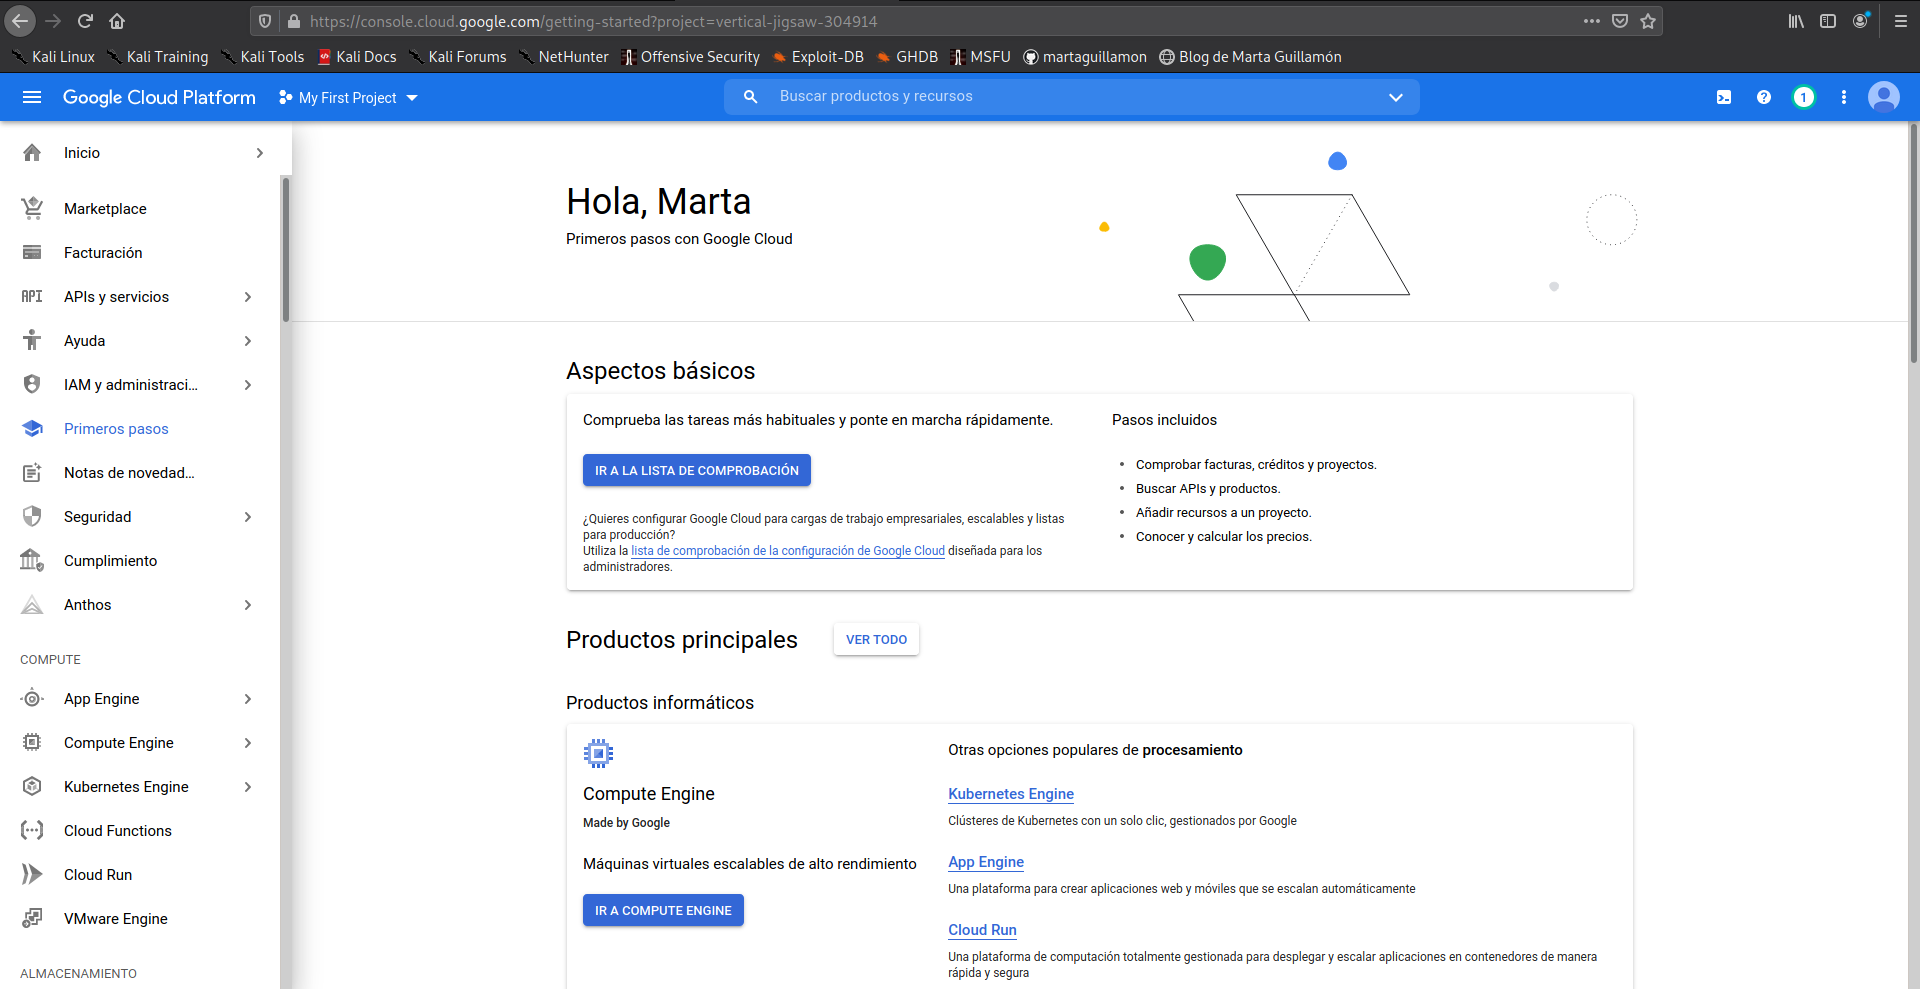 https://console.cloud.google.com/getting-started?project=vertical-jigsaw-304914
Kali Linux Kali Training Kali Tools Kali Docs Kali Forums NetHunter Offensive Security Exploit-DB GHDB MSFU martaguillamon Blog de Marta Guillamón
Google Cloud Platform My First Project Buscar productos y recursos 1
Inicio
Marketplace
Facturación
API APIs y servicios
Ayuda
IAM y administraci...
Primeros pasos
Notas de novedad...
Seguridad
Cumplimiento
Anthos
COMPUTE
App Engine
Compute Engine
Kubernetes Engine
Cloud Functions
Cloud Run
VMware Engine
ALMACENAMIENTO
Hola, Marta
Primeros pasos con Google Cloud
Aspectos básicos
Comprueba las tareas más habituales y ponte en marcha rápidamente.
IR A LA LISTA DE COMPROBACIÓN
¿Quieres configurar Google Cloud para cargas de trabajo empresariales, escalables y listas
para producción?
Utiliza la lista de comprobación de la configuración de Google Cloud diseñada para los
administradores.
Pasos incluidos
• Comprobar facturas, créditos y proyectos.
• Buscar APIs y productos.
• Añadir recursos a un proyecto.
• Conocer y calcular los precios.
Productos principales VER TODO
Productos informáticos
Compute Engine
Made by Google
Máquinas virtuales escalables de alto rendimiento
IR A COMPUTE ENGINE
Otras opciones populares de procesamiento
Kubernetes Engine
Clústeres de Kubernetes con un solo clic, gestionados por Google
App Engine
Una plataforma para crear aplicaciones web y móviles que se escalan automáticamente
Cloud Run
Una plataforma de computación totalmente gestionada para desplegar y escalar aplicaciones en contenedores de manera
rápida y segura